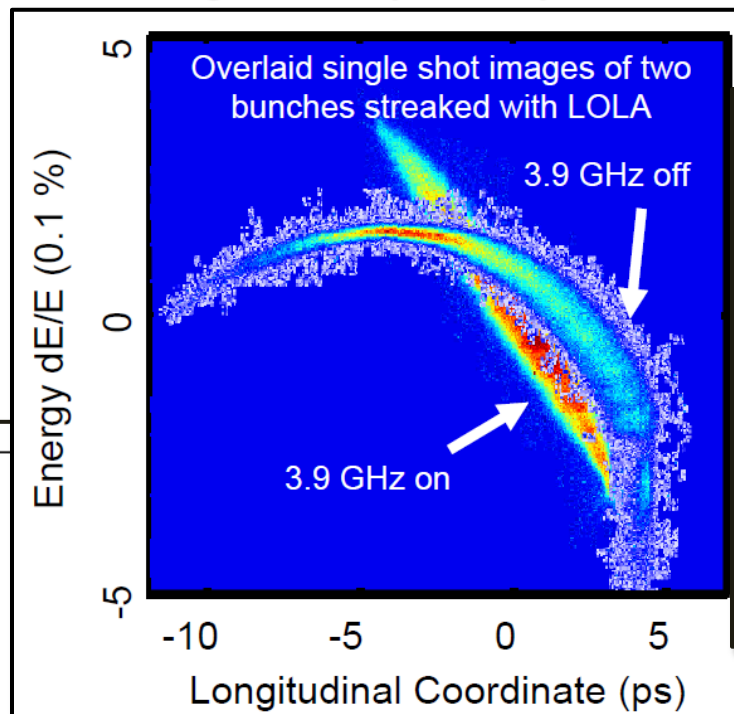 Overlaid single shot images of two
bunches streaked with LOLA
3.9 GHz off
3.9 GHz on
Energy dE/E (0.1 %)
5
0
-5
-10
-5
0
5
Longitudinal Coordinate (ps)